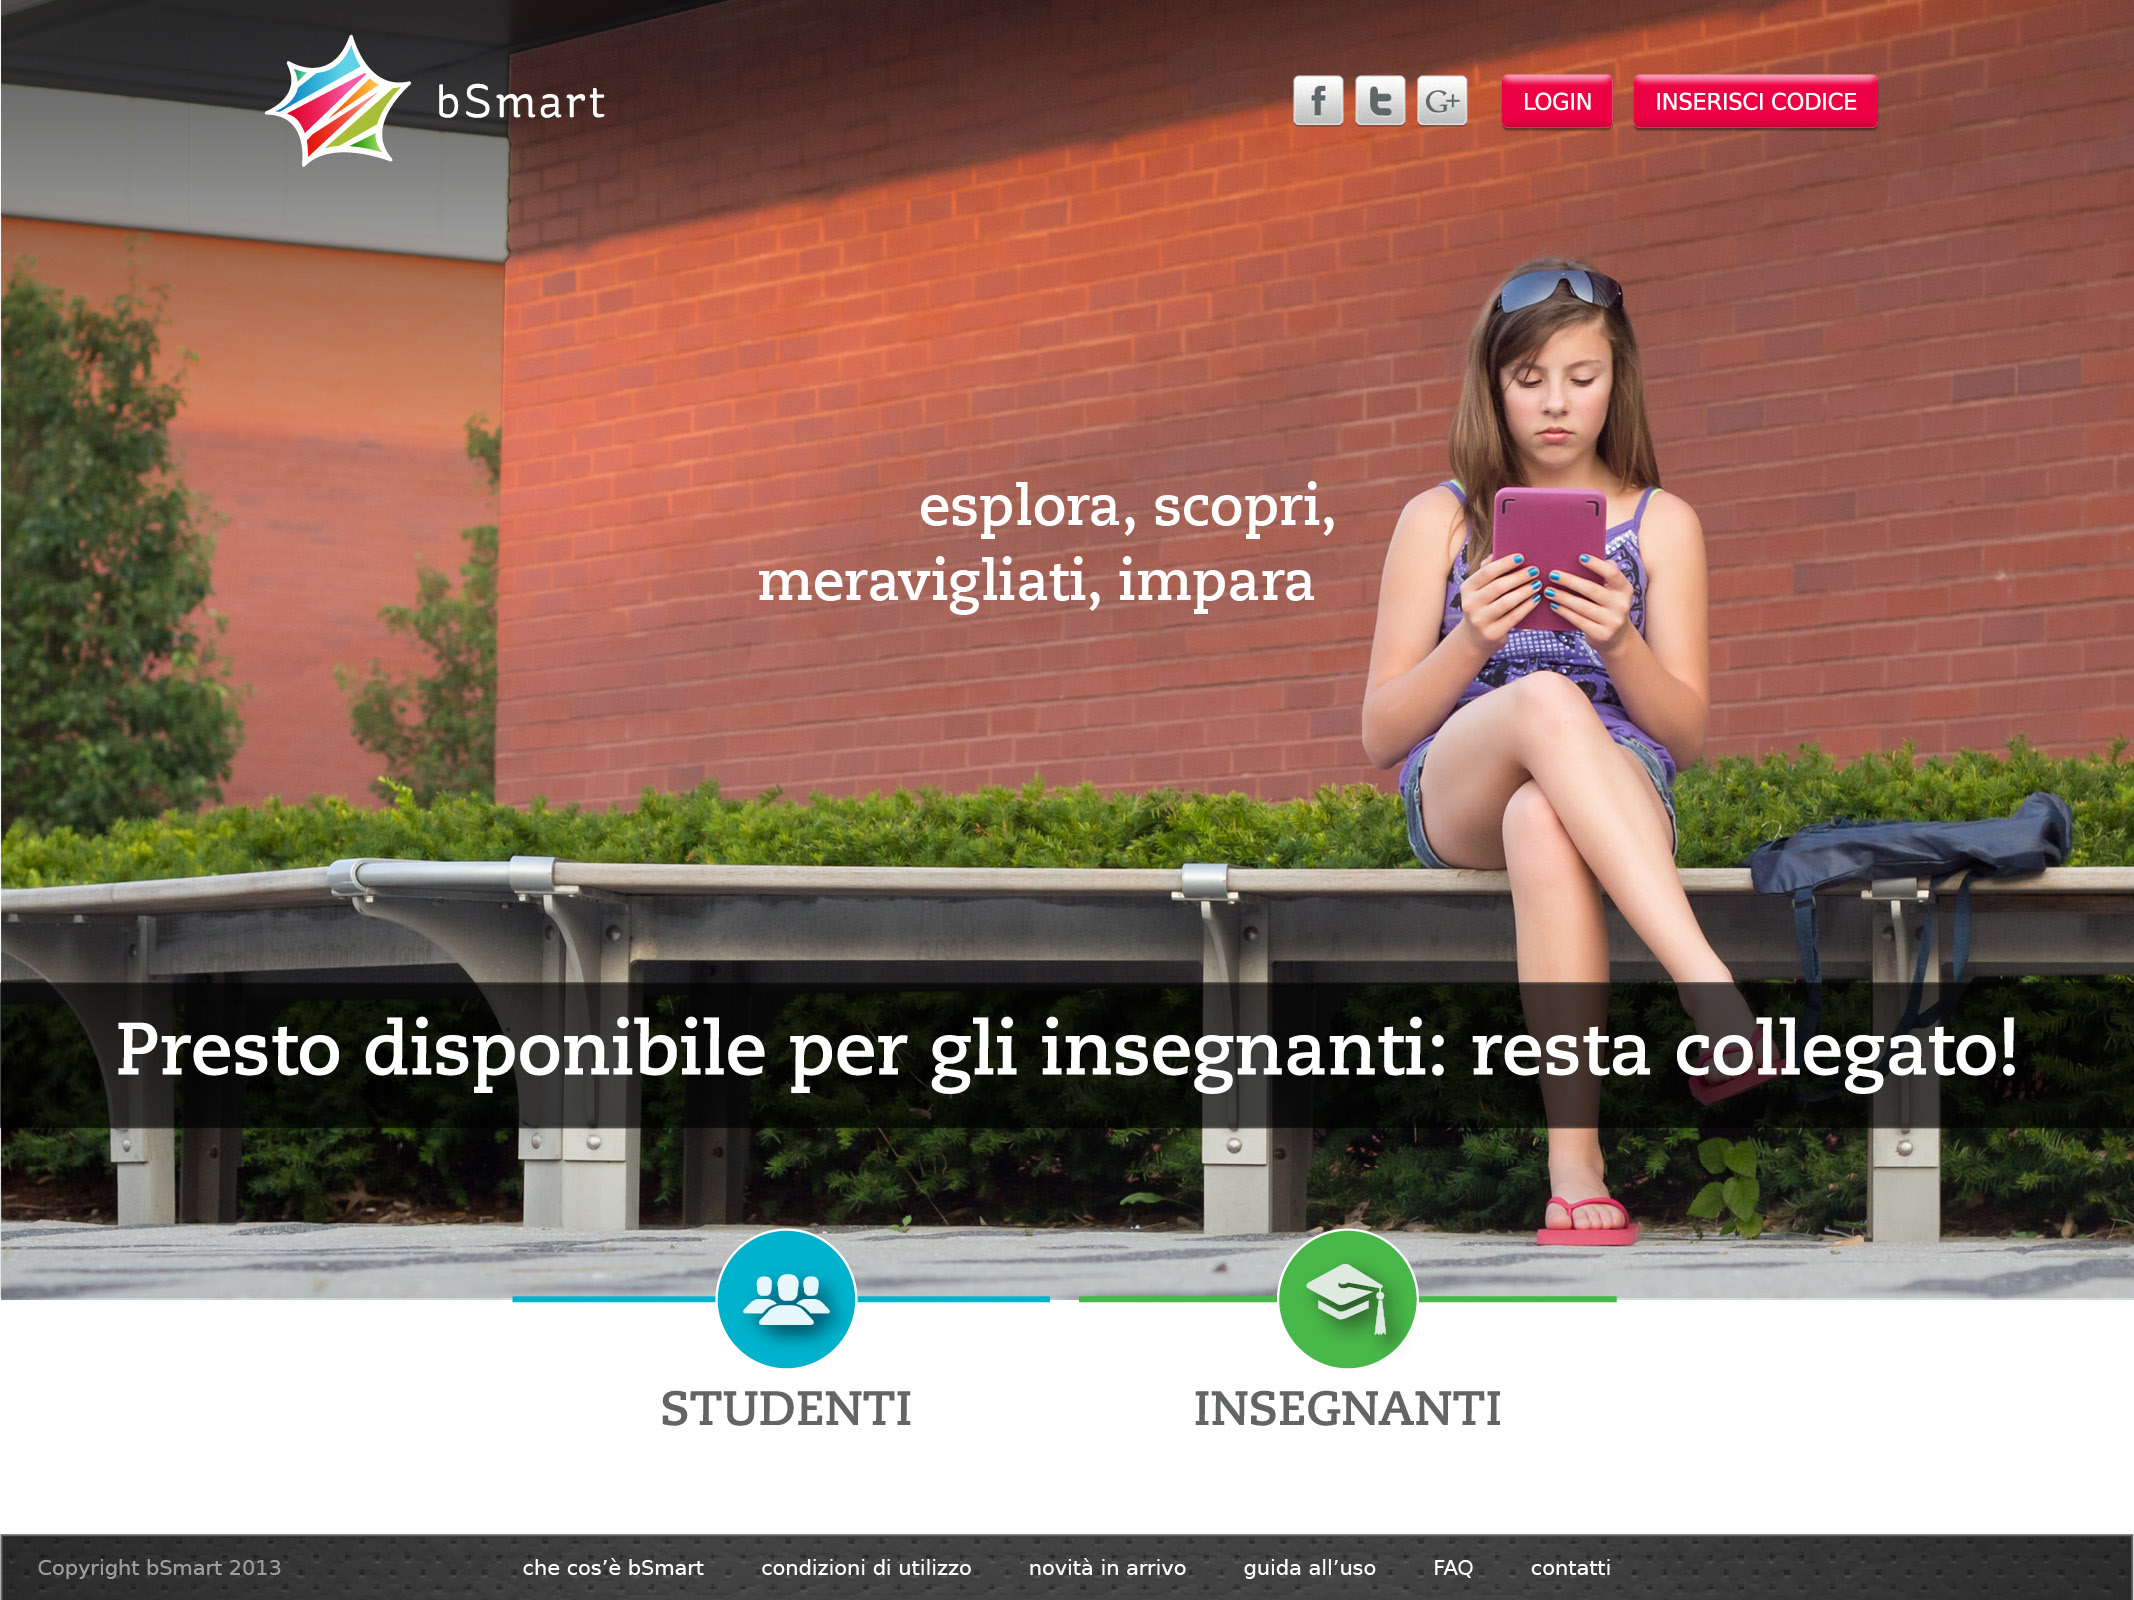 bSmart
LOGIN
INSERISCI CODICE
esplora, scopri,
meravigliati, impara
Presto disponibile per gli insegnanti: resta collegato!
STUDENTI
INSEGNANTI
Copyright bSmart 2013
che cos’è bSmart
condizioni di utilizzo
novità in arrivo
guida all’uso
FAQ
contatti